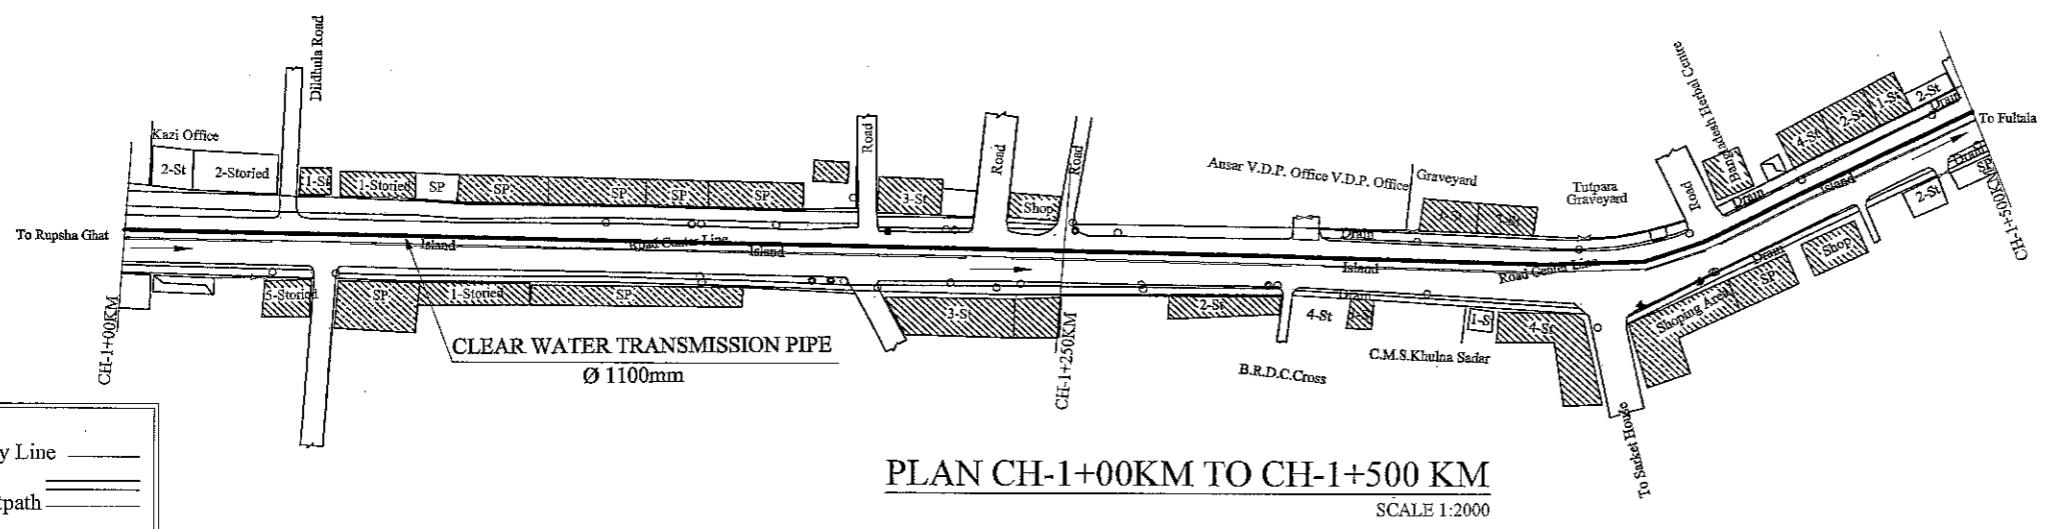 Dildhula Road
Kazi Office
2-St
2-Storied
1-St
1-Storied
SP
SP
SP
SP
SP
Road
3-St
Road
Shop
Road
Ansar V.D.P. Office V.D.P. Office
Graveyard
Tutpara
Graveyard
Road
Bangladesh Herbal Centre
4-St
2-St
1-St
2-St
Drain
To Fultala
To Rupsha Ghat
Island
Road Center Line
Island
Drain
Island
Road Center Line
Drain
Island
Drain
2-St
CH-1+500KM
CH-1+00KM
5-Storied
SP
1-Storied
SP
3-St
CH-1+250KM
2-St
Drain
4-St
4-St
Drain
Shop
SP
Shoping Area
CLEAR WATER TRANSMISSION PIPE
Ø 1100mm
B.R.D.C.Cross
C.M.S.Khulna Sadar
To Sarket House
y Line
tpath
PLAN CH-1+00KM TO CH-1+500 KM
SCALE 1:2000